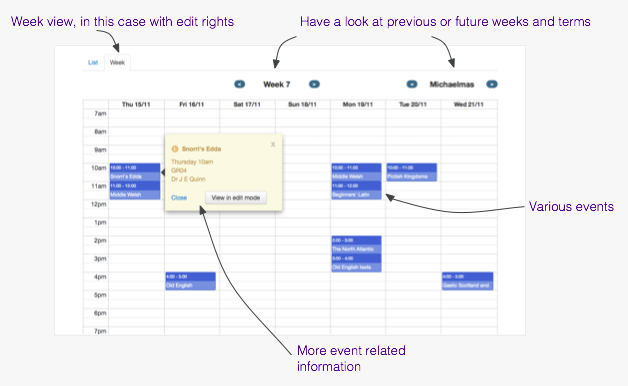 Week view, in this case with edit rights
Have a look at previous or future weeks and terms
List Week
Week 7
Michaelmas
Thu 15/11 Fri 16/11 Sat 17/11 Sun 18/11 Mon 19/11 Tue 20/11 Wed 21/11
7am
8am
9am
10am
11am
12pm
1pm
2pm
3pm
4pm
5pm
6pm
7pm
10:00 - 11:00
Snorri's Edda
11:00 - 12:00
Middle Welsh
Snorri's Edda x
Thursday 10am
GR04
Dr J E Quinn
Close View in edit mode
4:00 - 5:00
Old English
10:00 - 11:00
Middle Welsh
11:00 - 12:00
Beginners' Latin
2:00 - 3:00
The North Atlantic
3:00 - 4:00
Old English texts
10:00 - 11:00
Pictish Kingdoms
4:00 - 5:00
Gaelic Scotland and
Various events
More event related
information